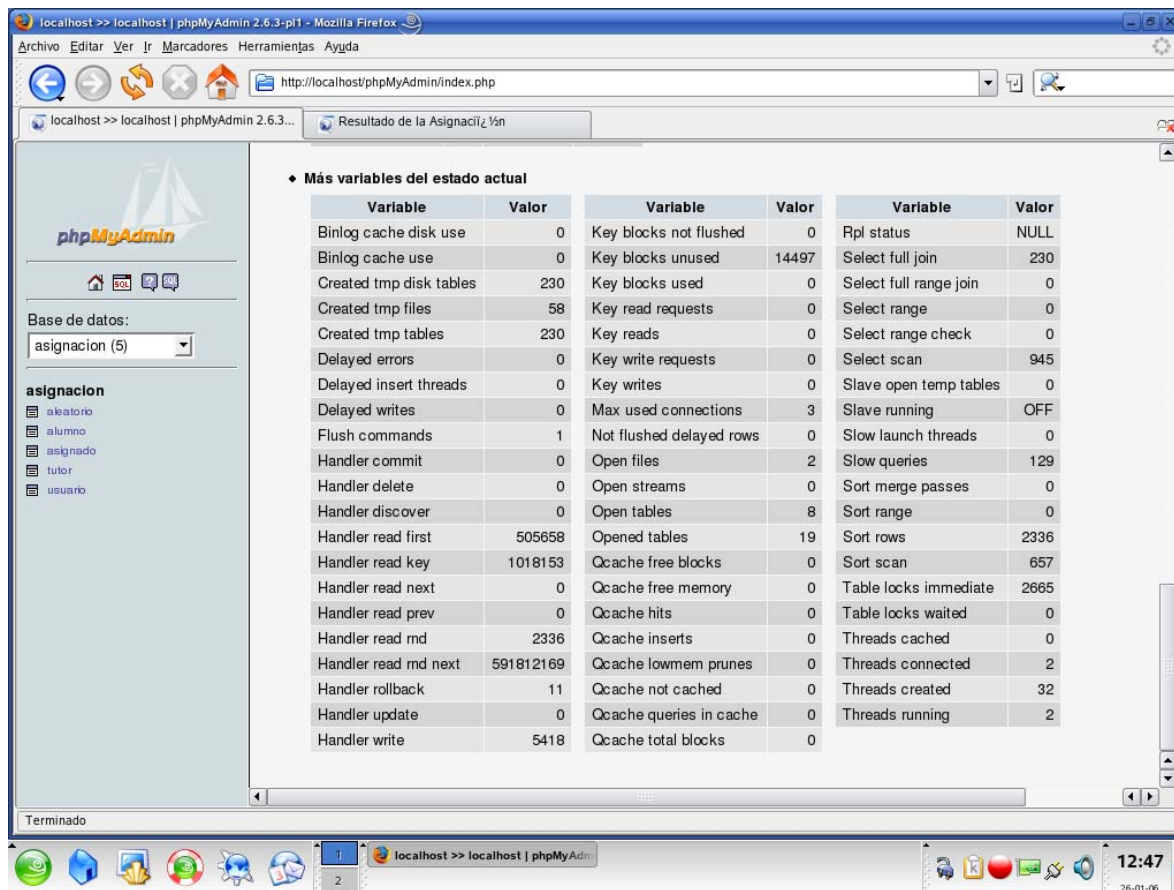 localhost >> localhost | phpMyAdmin 2.6.3-pl1 - Mozilla Firefox
Archivo Editar Ver Ir Marcadores Herramientas Ayuda
http://localhost/phpMyAdmin/index.php
localhost >> localhost | phpMyAdmin 2.6.3... Resultado de la Asignaciï¿½n
phpMyAdmin
SQL
Base de datos:
asignacion (5)
asignacion
aleatorio
alumno
asignado
tutor
usuario
Más variables del estado actual
Variable Valor Variable Valor Variable Valor
Binlog cache disk use 0 Key blocks not flushed 0 Rpl status NULL
Binlog cache use 0 Key blocks unused 14497 Select full join 230
Created tmp disk tables 230 Key blocks used 0 Select full range join 0
Created tmp files 58 Key read requests 0 Select range 0
Created tmp tables 230 Key reads 0 Select range check 0
Delayed errors 0 Key write requests 0 Select scan 945
Delayed insert threads 0 Key writes 0 Slave open temp tables 0
Delayed writes 0 Max used connections 3 Slave running OFF
Flush commands 1 Not flushed delayed rows 0 Slow launch threads 0
Handler commit 0 Open files 2 Slow queries 129
Handler delete 0 Open streams 0 Sort merge passes 0
Handler discover 0 Open tables 8 Sort range 0
Handler read first 505658 Opened tables 19 Sort rows 2336
Handler read key 1018153 Qcache free blocks 0 Sort scan 657
Handler read next 0 Qcache free memory 0 Table locks immediate 2665
Handler read prev 0 Qcache hits 0 Table locks waited 0
Handler read rnd 2336 Qcache inserts 0 Threads cached 0
Handler read rnd next 591812169 Qcache lowmem prunes 0 Threads connected 2
Handler rollback 11 Qcache not cached 0 Threads created 32
Handler update 0 Qcache queries in cache 0 Threads running 2
Handler write 5418 Qcache total blocks 0
Terminado
1
2
localhost >> localhost | phpMyAdm
12:47
26-01-06